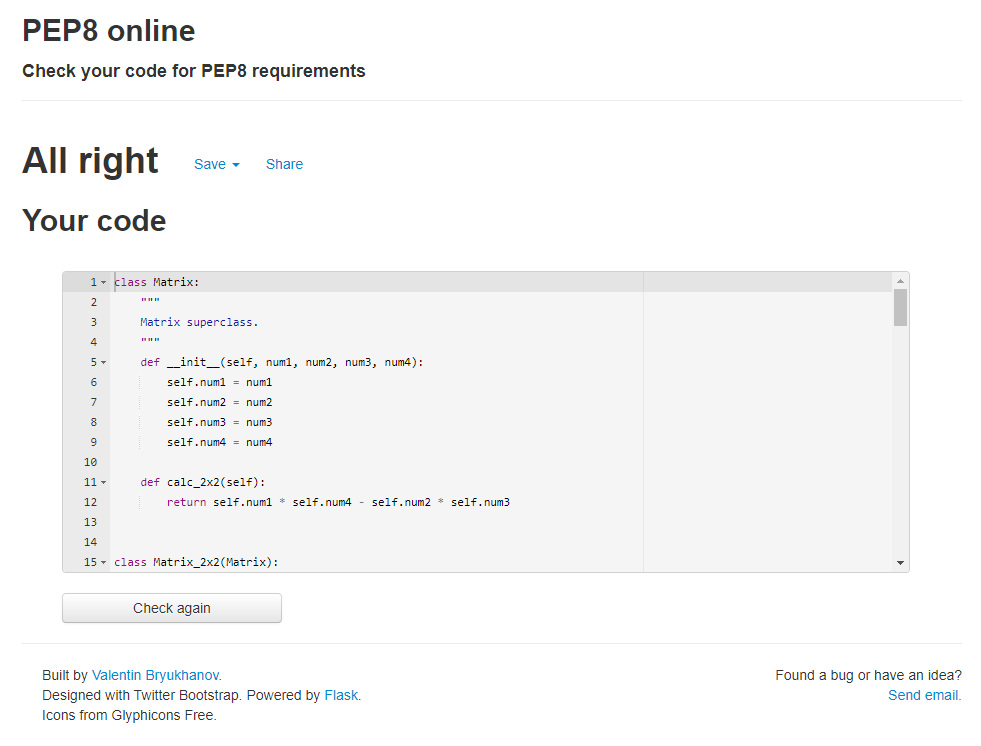 PEP8 online
Check your code for PEP8 requirements
All right Save Share
Your code
1 class Matrix:
2     """
3     Matrix superclass.
4     """
5     def __init__(self, num1, num2, num3, num4):
6         self.num1 = num1
7         self.num2 = num2
8         self.num3 = num3
9         self.num4 = num4
10
11     def calc_2x2(self):
12         return self.num1 * self.num4 - self.num2 * self.num3
13
14
15 class Matrix_2x2(Matrix):
Check again
Built by Valentin Bryukhanov.
Designed with Twitter Bootstrap. Powered by Flask.
Icons from Glyphicons Free.
Found a bug or have an idea?
Send email.